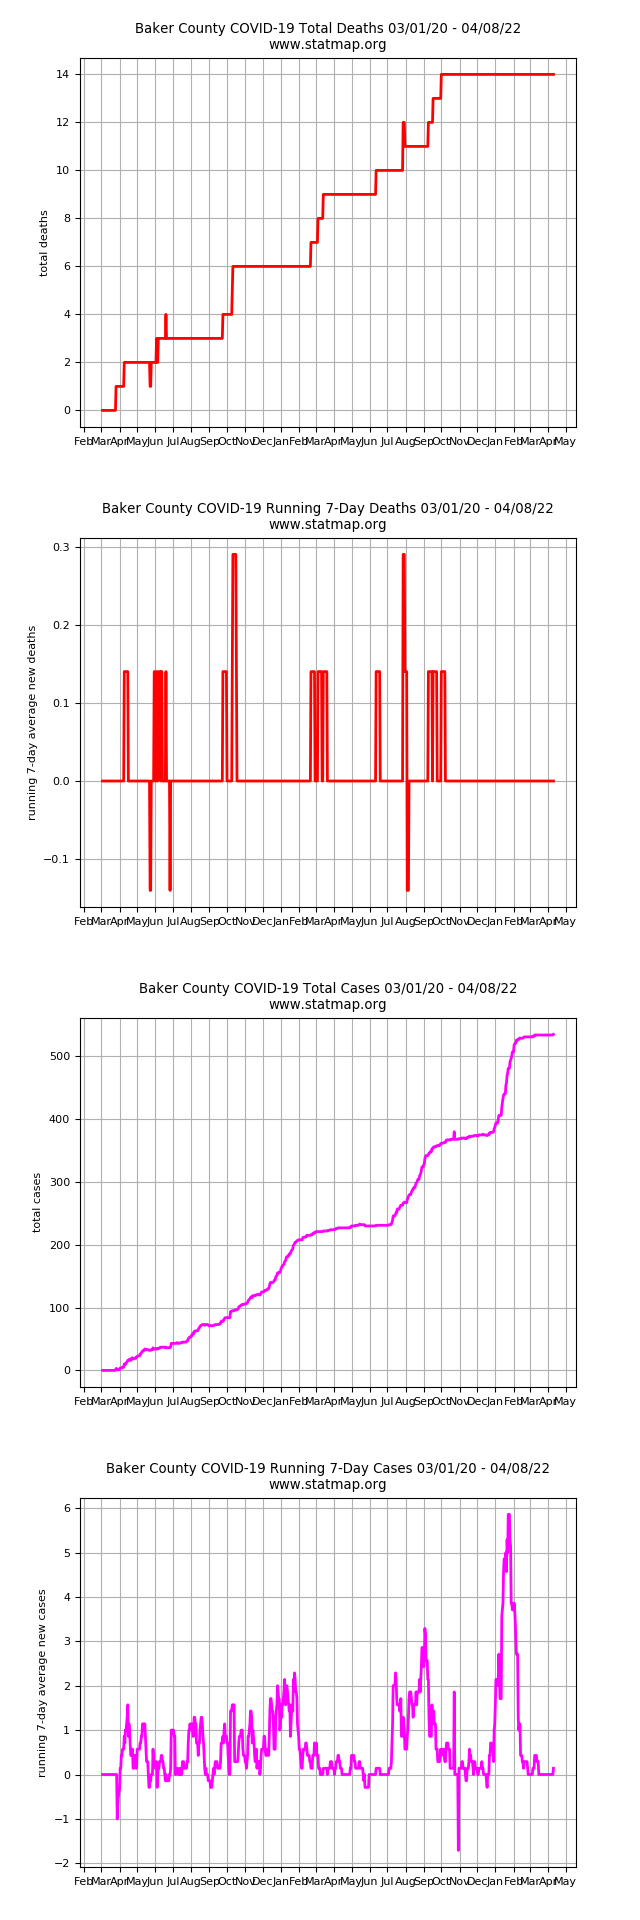 Baker County COVID-19 Total Deaths 03/01/20 - 04/08/22
www.statmap.org
14
12
10
8
6
4
2
0
total deaths
Feb Mar Apr May Jun Jul Aug Sep Oct Nov Dec Jan Feb Mar Apr May Jun Jul Aug Sep Oct Nov Dec Jan Feb Mar Apr May
Baker County COVID-19 Running 7-Day Deaths 03/01/20 - 04/08/22
www.statmap.org
0.3
0.2
0.1
0.0
−0.1
running 7-day average new deaths
Feb Mar Apr May Jun Jul Aug Sep Oct Nov Dec Jan Feb Mar Apr May Jun Jul Aug Sep Oct Nov Dec Jan Feb Mar Apr May
Baker County COVID-19 Total Cases 03/01/20 - 04/08/22
www.statmap.org
500
400
300
200
100
0
total cases
Feb Mar Apr May Jun Jul Aug Sep Oct Nov Dec Jan Feb Mar Apr May Jun Jul Aug Sep Oct Nov Dec Jan Feb Mar Apr May
Baker County COVID-19 Running 7-Day Cases 03/01/20 - 04/08/22
www.statmap.org
6
5
4
3
2
1
0
−1
−2
running 7-day average new cases
Feb Mar Apr May Jun Jul Aug Sep Oct Nov Dec Jan Feb Mar Apr May Jun Jul Aug Sep Oct Nov Dec Jan Feb Mar Apr May